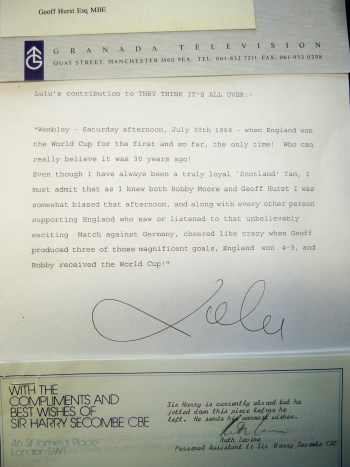 Geoff Hurst Esq MBE
GRANADA TELEVISION
QUAY STREET, MANCHESTER M60 9EA. TEL: 061-832 7211 FAX: 061-953 0298
Lulu's contribution to THEY THINK IT'S ALL OVER:-
"Wembley - Saturday afternoon, July 30th 1966 - when England won
the World Cup for the first and so far, the only time! Who can
really believe it was 30 years ago!
Even though I have always been a truly loyal 'Scotland' fan, I
must admit that as I knew both Bobby Moore and Geoff Hurst I was
somewhat biased that afternoon, and along with every other person
supporting England who saw or listened to that unbelievably
exciting Match against Germany, cheered like crazy when Geoff
produced three of those magnificent goals, England won 4-3, and
Bobby received the World Cup!"
Lulu
WITH THE
COMPLIMENTS AND
BEST WISHES OF
SIR HARRY SECOMBE CBE
46 St James's Place
London SW1
Sir Harry is currently abroad but he
jotted down this piece before he
left. He sends his warmest wishes.
Ruth Levine
Personal Assistant to Sir Harry Secombe CBE